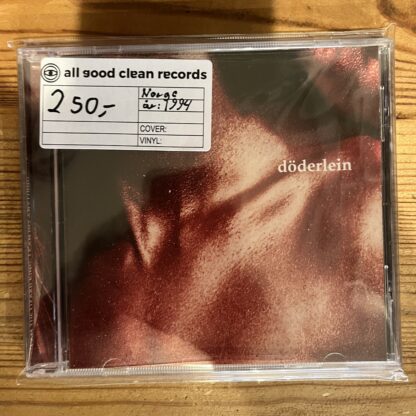 all good clean records
250,-
Norge
år: 1994
COVER:
VINYL:
döderlein